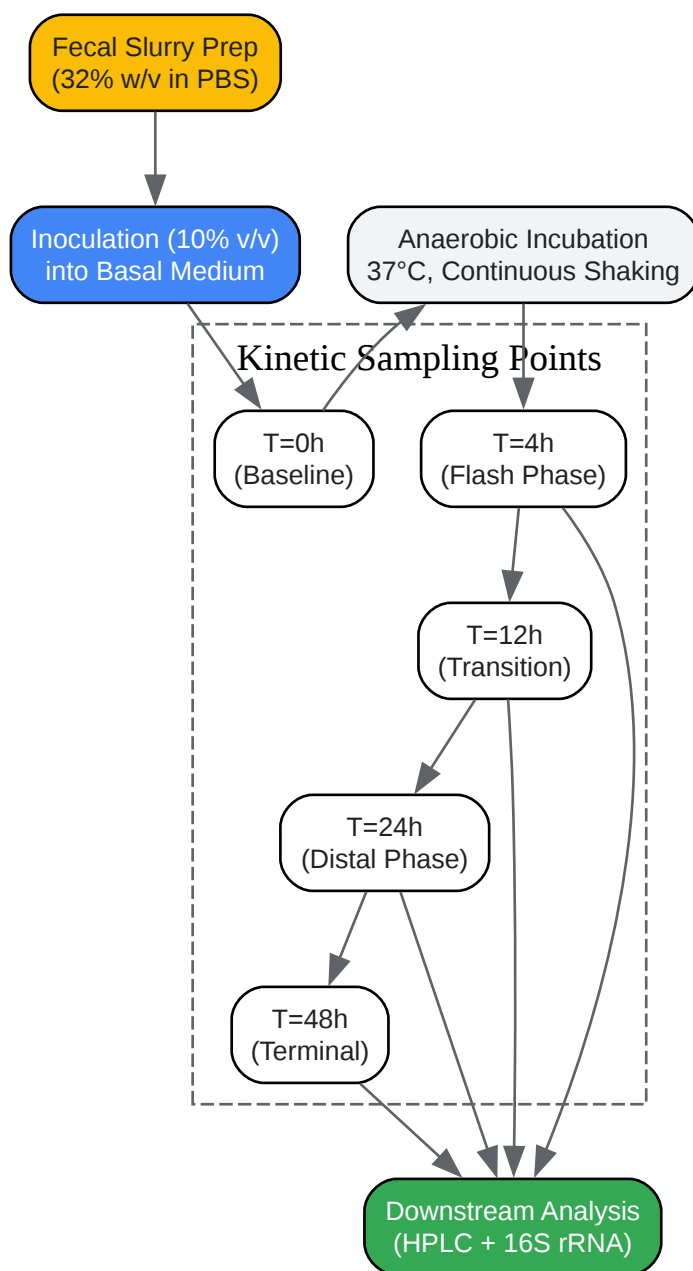 Fecal Slurry Prep
(32% w/v in PBS)
Inoculation (10% v/v)
into Basal Medium
Anaerobic Incubation
37°C, Continuous Shaking
Kinetic Sampling Points
T=0h
(Baseline)
T=4h
(Flash Phase)
T=12h
(Transition)
T=24h
(Distal Phase)
T=48h
(Terminal)
Downstream Analysis
(HPLC + 16S rRNA)